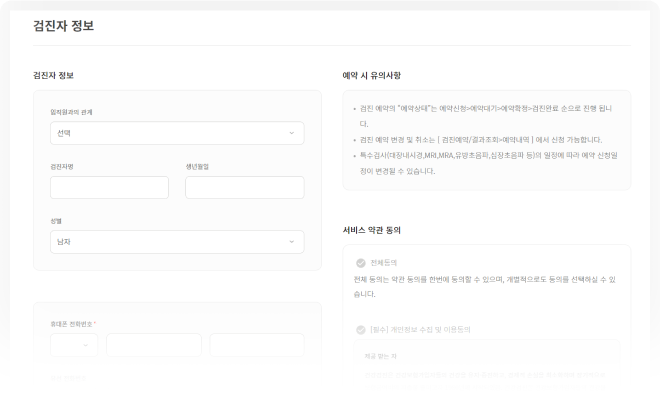 검진자 정보
검진자 정보
임직원과의 관계
선택
검진자명
생년월일
성별
남자
휴대폰 전화번호 *
예약 시 유의사항
• 검진 예약의 "예약상태"는 예약신청>예약대기>예약확정>검진완료 순으로 진행 됩니
다.
• 검진 예약 변경 및 취소는 [ 검진예약/결과조회>예약내역 ] 에서 신청 가능합니다.
• 특수검사(대장내시경,MRI,MRA,유방초음파,심장초음파 등)의 일정에 따라 예약 신청일
정이 변경될 수 있습니다.
서비스 약관 동의
전체동의
전체 동의는 약관 동의를 한번에 동의할 수 있으며, 개별적으로도 동의를 선택하실 수 있
습니다.
[필수] 개인정보 수집 및 이용동의
제공 받는 자